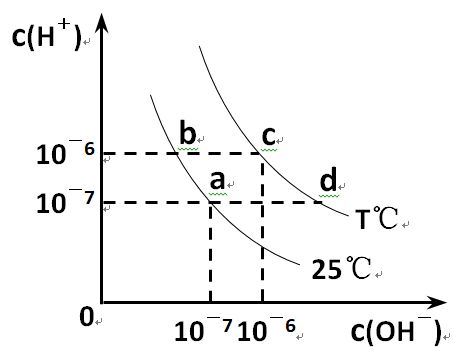 c(H⁺)
b
c
10⁻⁶
a
d
10⁻⁷
T℃
25℃
0
10⁻⁷ 10⁻⁶
c(OH⁻)